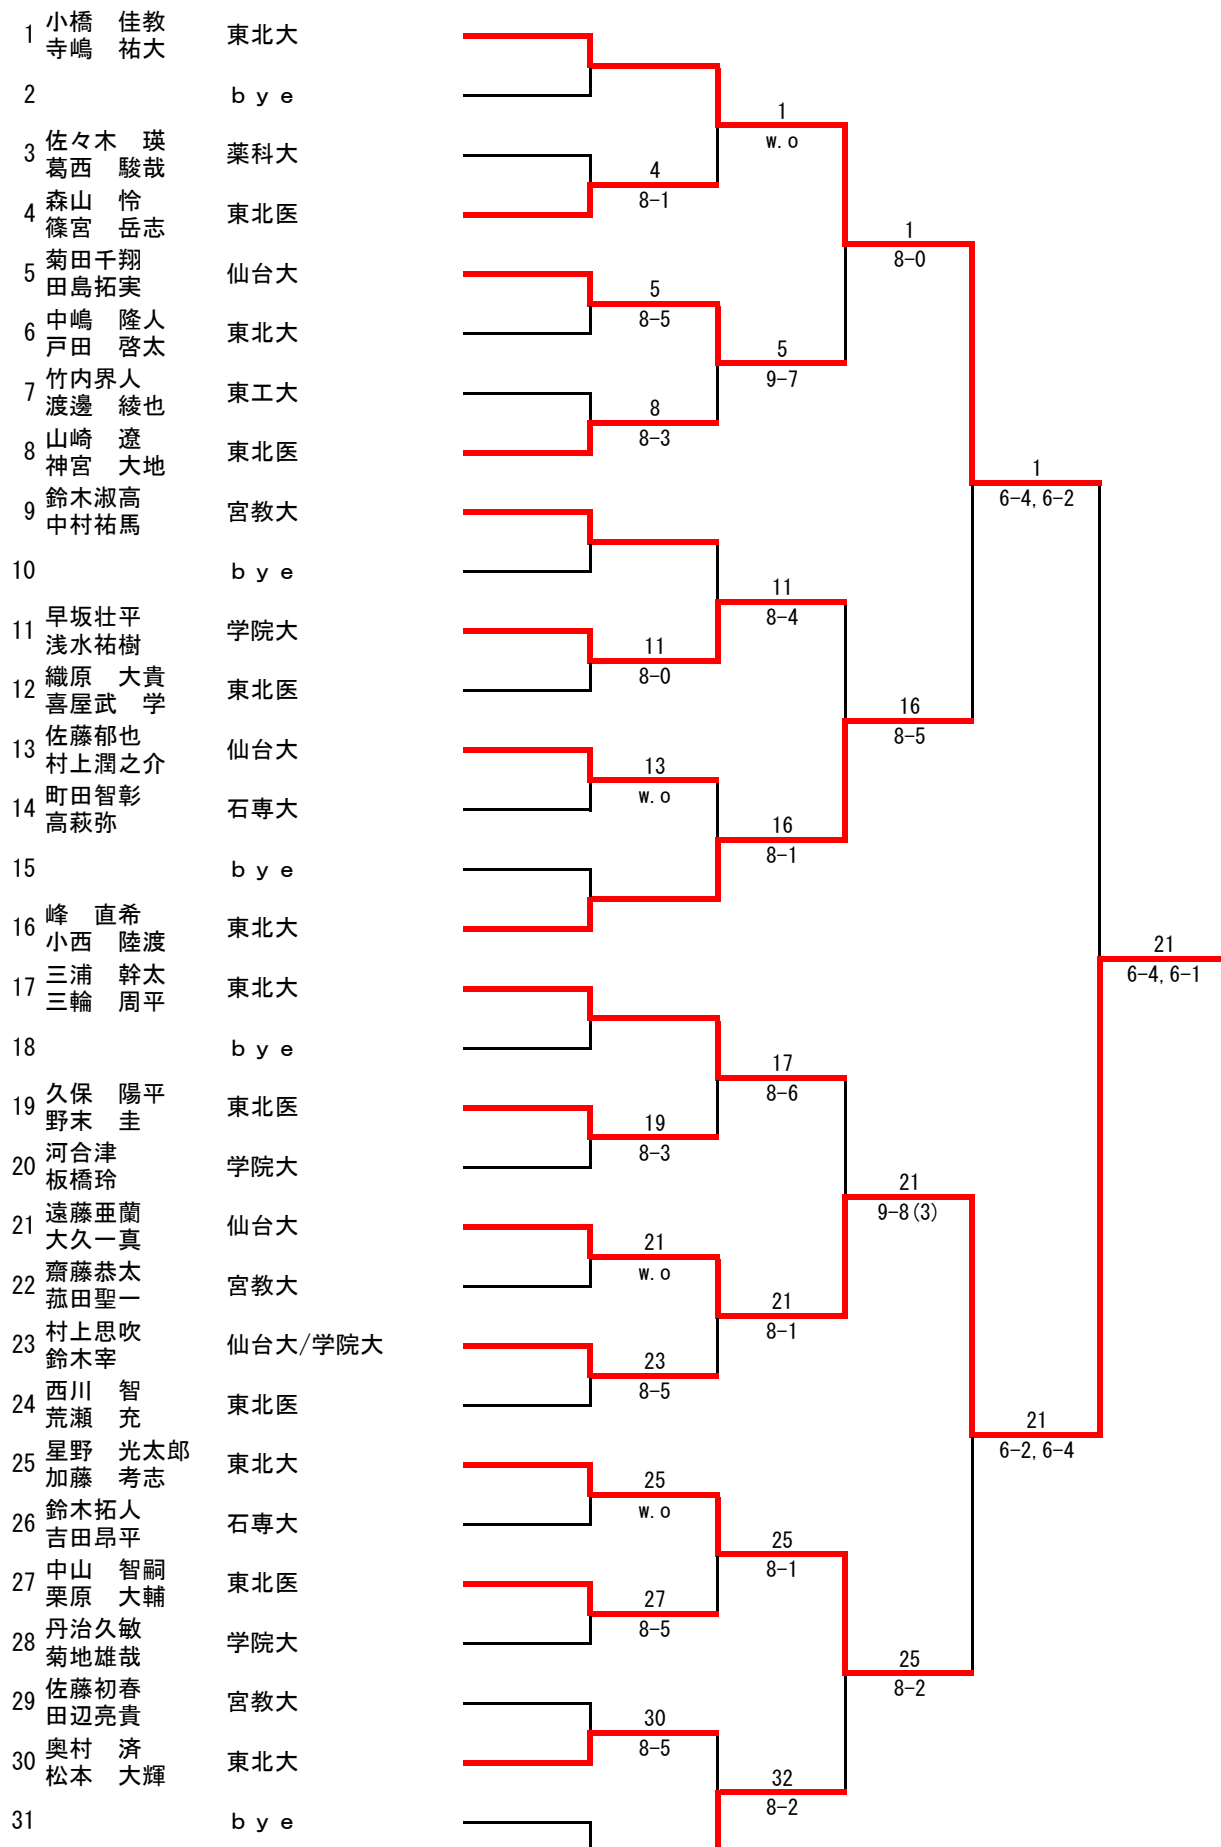 小橋　佳教
1 東北大
寺嶋　祐大
2 ｂｙｅ
1
w.o
佐々木　瑛
3 薬科大
葛西　駿哉
4
8-1
森山　怜
4 東北医
篠宮　岳志
1
8-0
菊田千翔
5 仙台大
田島拓実
5
8-5
中嶋　隆人
6 東北大
戸田　啓太
5
9-7
竹内界人
7 東工大
渡邊　綾也
8
8-3
山崎　遼
8 東北医
神宮　大地
1
6-4,6-2
鈴木淑高
9 宮教大
中村祐馬
10 ｂｙｅ
11
8-4
早坂壮平
11 学院大
浅水祐樹
11
8-0
織原　大貴
12 東北医
喜屋武　学
16
8-5
佐藤郁也
13 仙台大
村上潤之介
13
w.o
町田智彰
14 石専大
高萩弥
16
8-1
15 ｂｙｅ
峰　直希
16 東北大
小西　陸渡
21
6-4,6-1
三浦　幹太
17 東北大
三輪　周平
18 ｂｙｅ
17
8-6
久保　陽平
19 東北医
野末　圭
19
8-3
河合津
20 学院大
板橋玲
21
9-8(3)
遠藤亜蘭
21 仙台大
大久一真
21
w.o
齋藤恭太
22 宮教大
菰田聖一
21
8-1
村上思吹
23 仙台大/学院大
鈴木宰
23
8-5
西川　智
24 東北医
荒瀬　充
21
6-2,6-4
星野　光太郎
25 東北大
加藤　考志
25
w.o
鈴木拓人
26 石専大
吉田昂平
25
8-1
中山　智嗣
27 東北医
栗原　大輔
27
8-5
丹治久敏
28 学院大
菊地雄哉
25
8-2
佐藤初春
29 宮教大
田辺亮貴
30
8-5
奥村　済
30 東北大
松本　大輝
32
8-2
31 ｂｙｅ